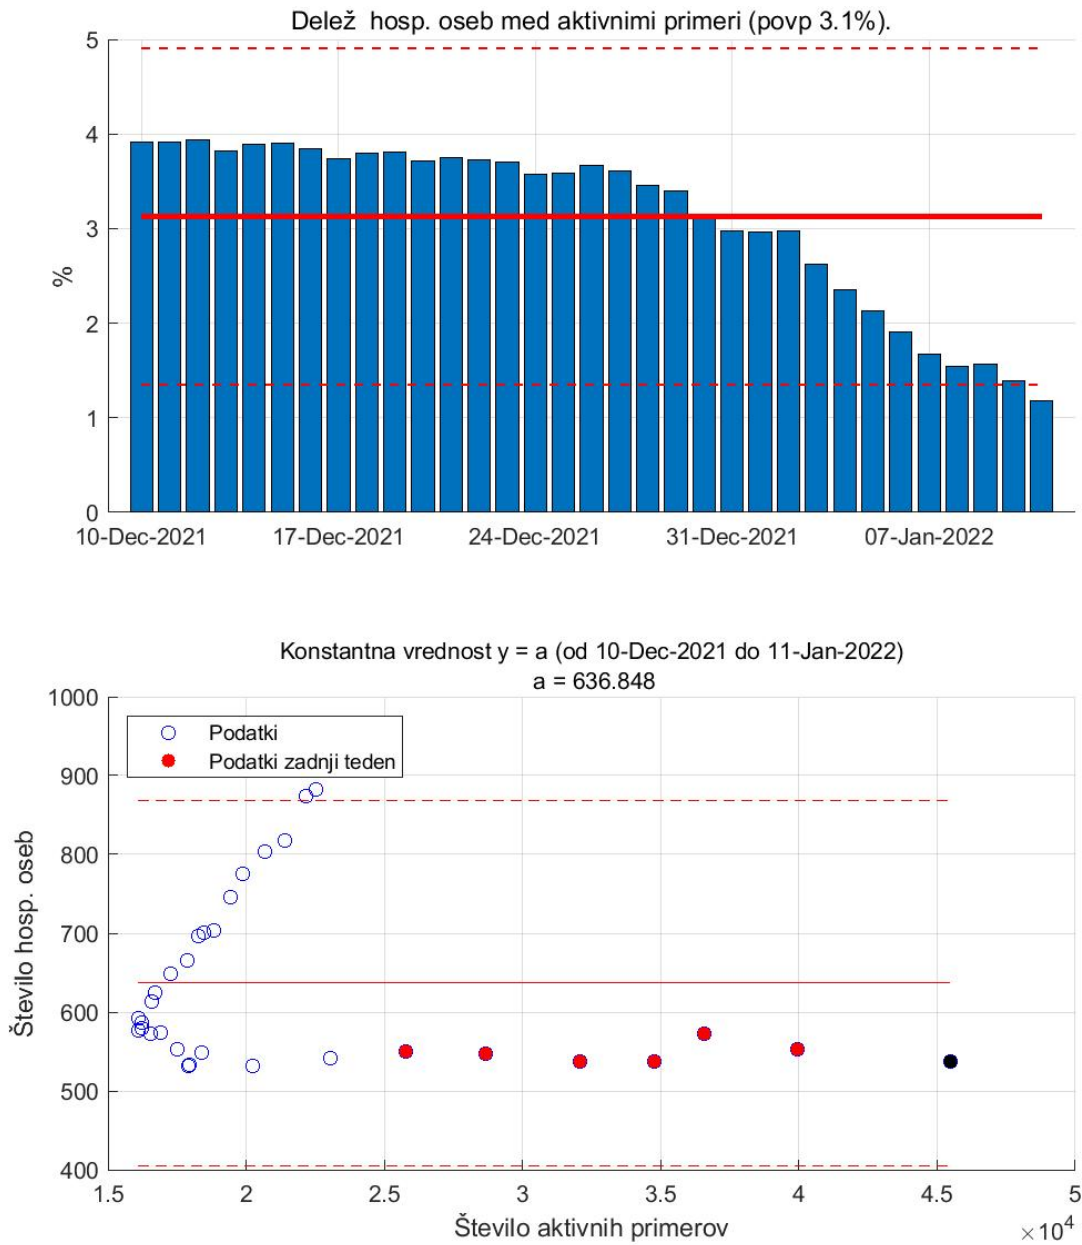 Delež  hosp. oseb med aktivnimi primeri (povp 3.1%).
5
4
3
2
1
0
%
10-Dec-2021 17-Dec-2021 24-Dec-2021 31-Dec-2021 07-Jan-2022
Konstantna vrednost y = a (od 10-Dec-2021 do 11-Jan-2022)
a = 636.848
1000
900
800
700
600
500
400
Število hosp. oseb
Podatki
Podatki zadnji teden
1.5 2 2.5 3 3.5 4 4.5 5
Število aktivnih primerov
×10⁴